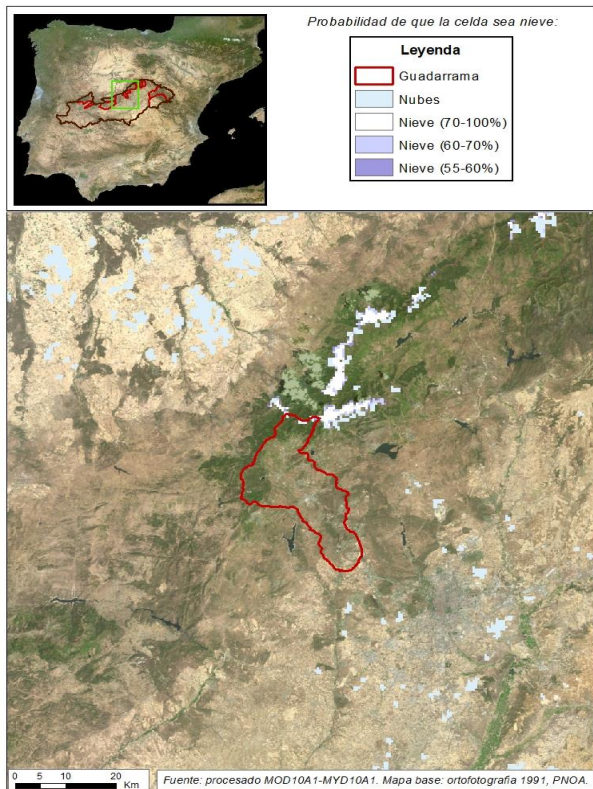 Probabilidad de que la celda sea nieve:
Leyenda
Guadarrama
Nubes
Nieve (70-100%)
Nieve (60-70%)
Nieve (55-60%)
0 5 10 20
Km
Fuente: procesado MOD10A1-MYD10A1. Mapa base: ortofotografia 1991, PNOA.